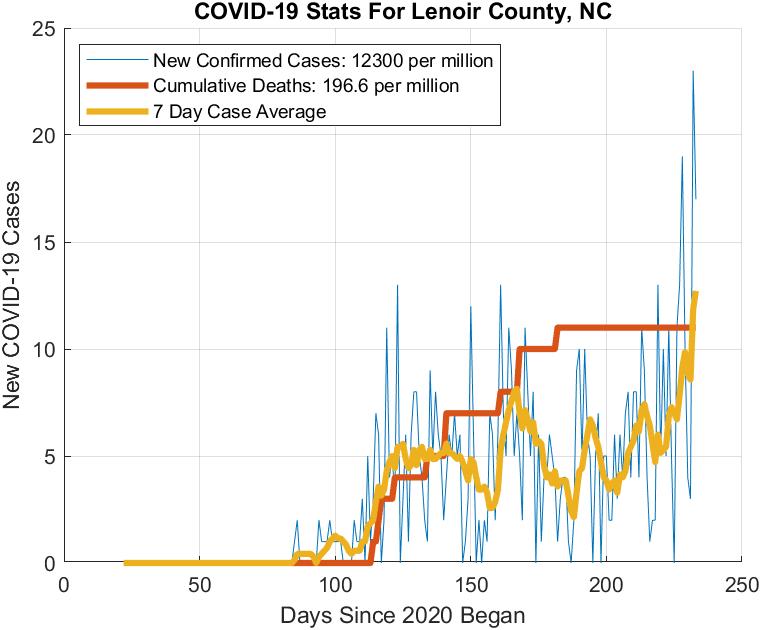 COVID-19 Stats For Lenoir County, NC
New Confirmed Cases: 12300 per million
Cumulative Deaths: 196.6 per million
7 Day Case Average
New COVID-19 Cases
25
20
15
10
5
0
0 50 100 150 200 250
Days Since 2020 Began